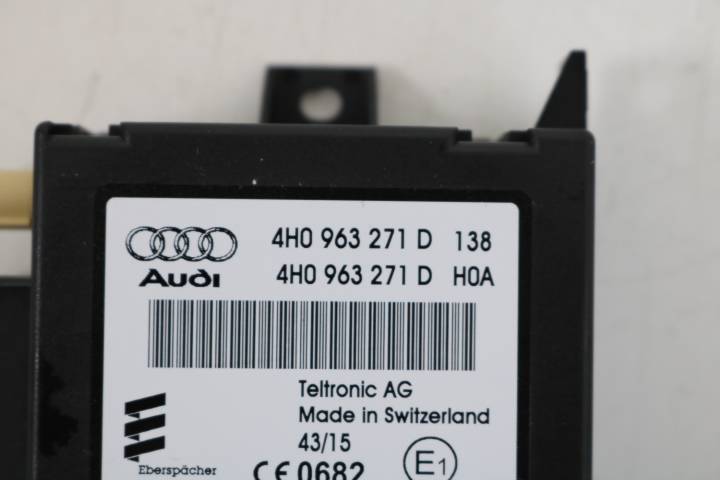 4H0 963 271 D 138
Audi 4H0 963 271 D H0A
Teltronic AG
Made in Switzerland
43/15
Eberspächer CE 0682 E1